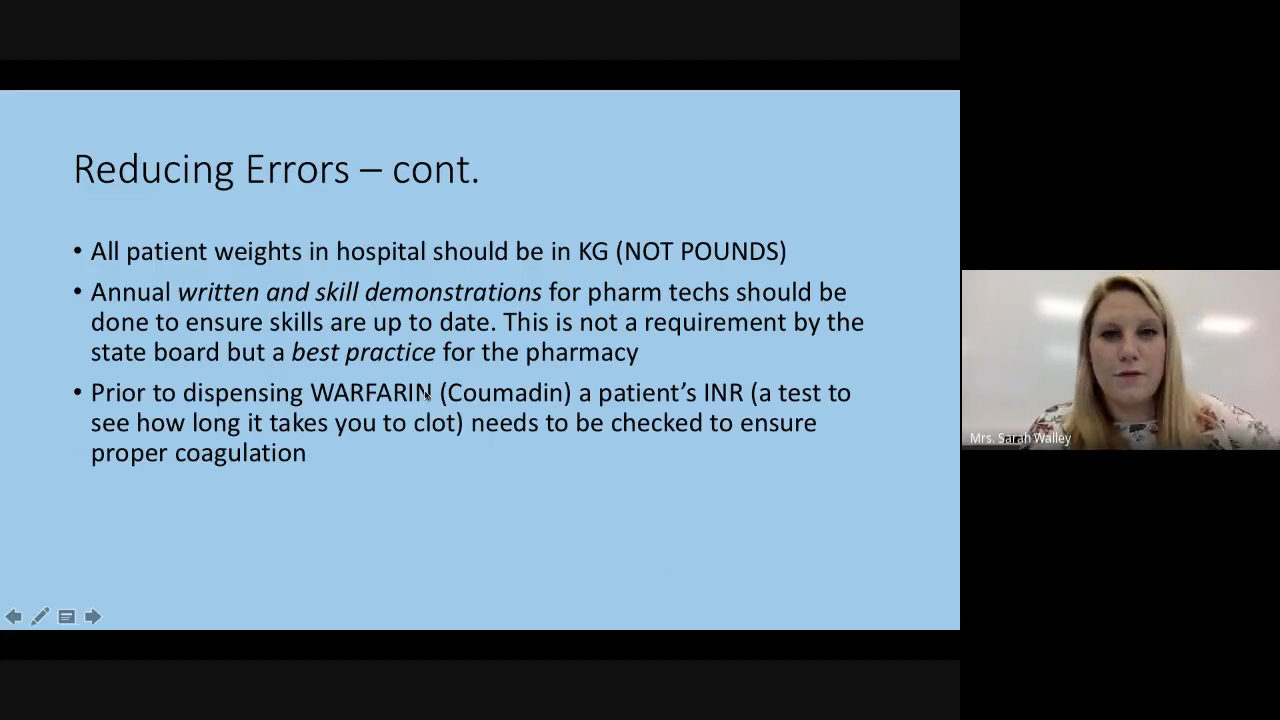 Reducing Errors – cont.
• All patient weights in hospital should be in KG (NOT POUNDS)
• Annual written and skill demonstrations for pharm techs should be
done to ensure skills are up to date. This is not a requirement by the
state board but a best practice for the pharmacy
• Prior to dispensing WARFARIN (Coumadin) a patient’s INR (a test to
see how long it takes you to clot) needs to be checked to ensure
proper coagulation
Mrs. Sarah Walley